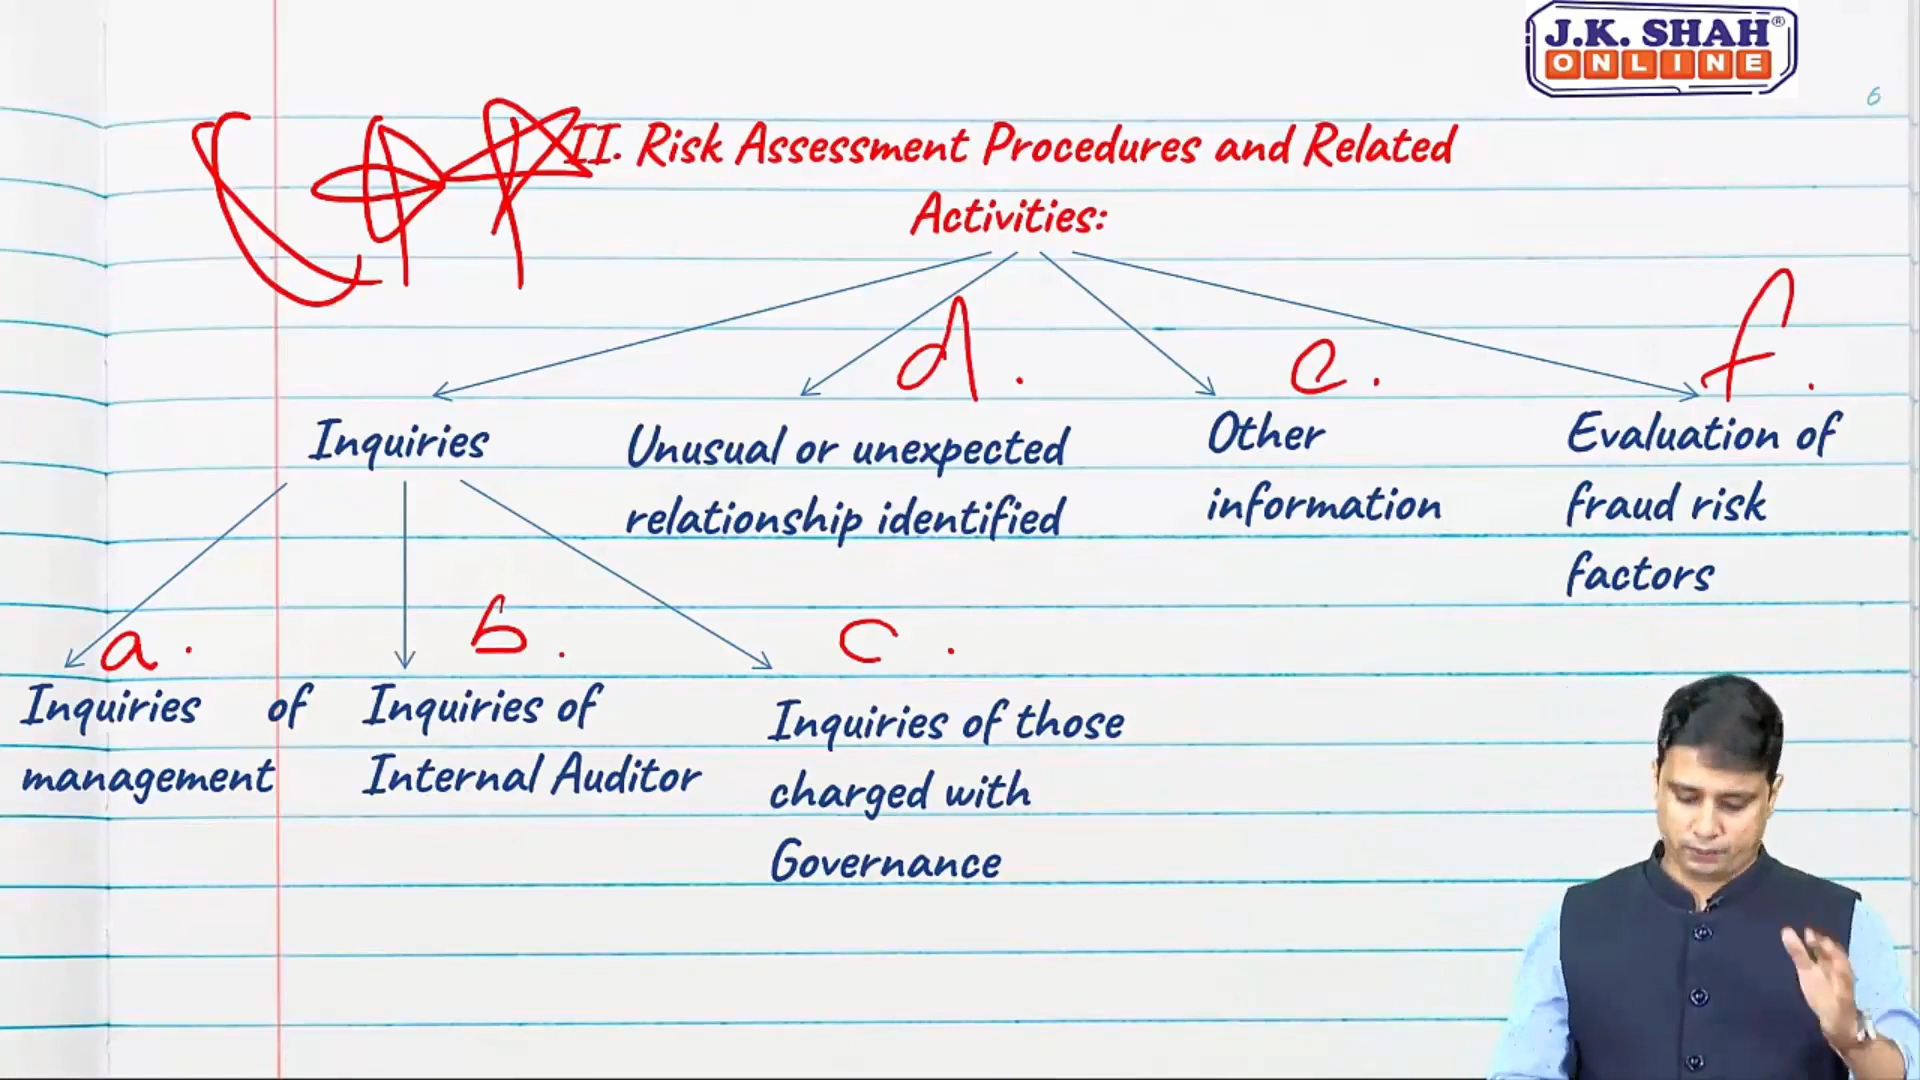 J.K. SHAH®
ONLINE
6
II. Risk Assessment Procedures and Related
Activities:
d.
e.
f.
Inquiries
Unusual or unexpected
relationship identified
Other
information
Evaluation of
fraud risk
factors
a.
b.
c.
Inquiries of
management
Inquiries of
Internal Auditor
Inquiries of those
charged with
Governance